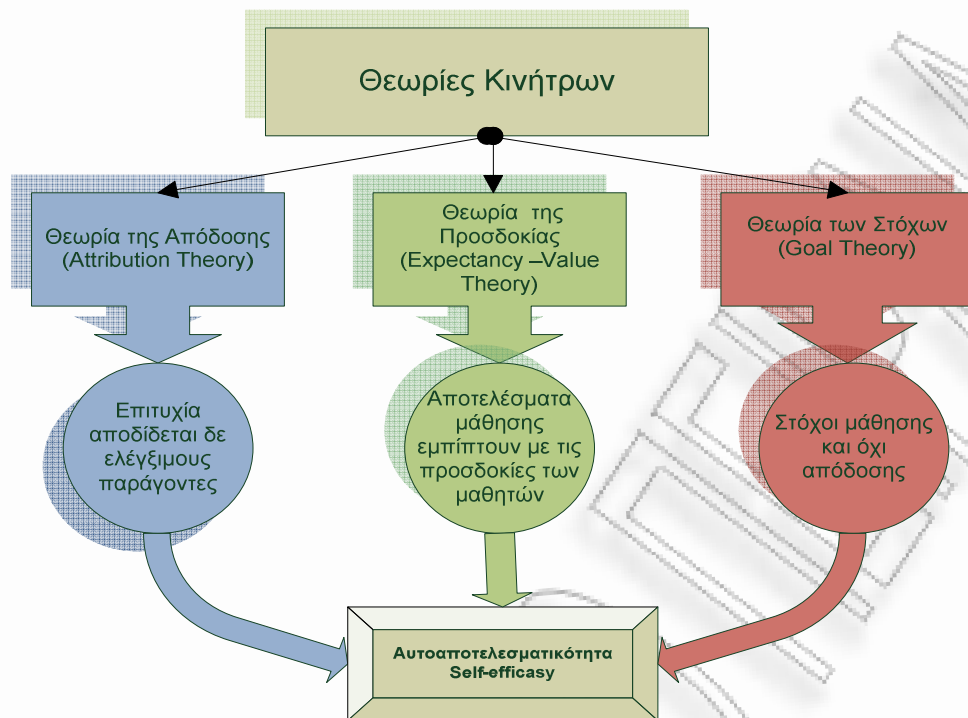 Θεωρίες Κινήτρων
Θεωρία της Απόδοσης
(Attribution Theory)
Θεωρία της
Προσδοκίας
(Expectancy –Value
Theory)
Θεωρία των Στόχων
(Goal Theory)
Επιτυχία
αποδίδεται δε
ελέγξιμους
παράγοντες
Αποτελέσματα
μάθησης
εμπίπτουν με τις
προσδοκίες των
μαθητών
Στόχοι μάθησης
και όχι
απόδοσης
Αυτοαποτελεσματικότητα
Self-efficasy